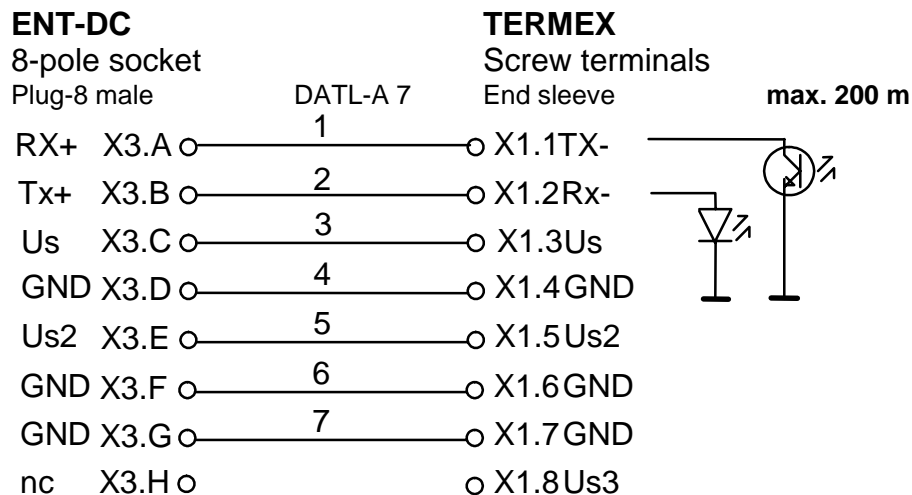 ENT-DC TERMEX
8-pole socket Screw terminals
Plug-8 male DATL-A 7 End sleeve max. 200 m
RX+ X3.A 1 X1.1TX-
Tx+ X3.B 2 X1.2Rx-
Us X3.C 3 X1.3Us
GND X3.D 4 X1.4GND
Us2 X3.E 5 X1.5Us2
GND X3.F 6 X1.6GND
GND X3.G 7 X1.7GND
nc X3.H X1.8Us3